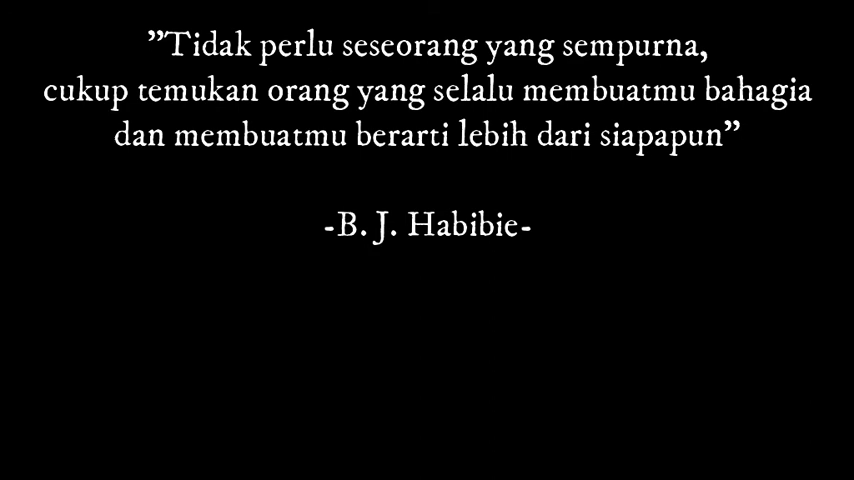 ”Tidak perlu seseorang yang sempurna,
cukup temukan orang yang selalu membuatmu bahagia
dan membuatmu berarti lebih dari siapapun”
-B. J. Habibie-